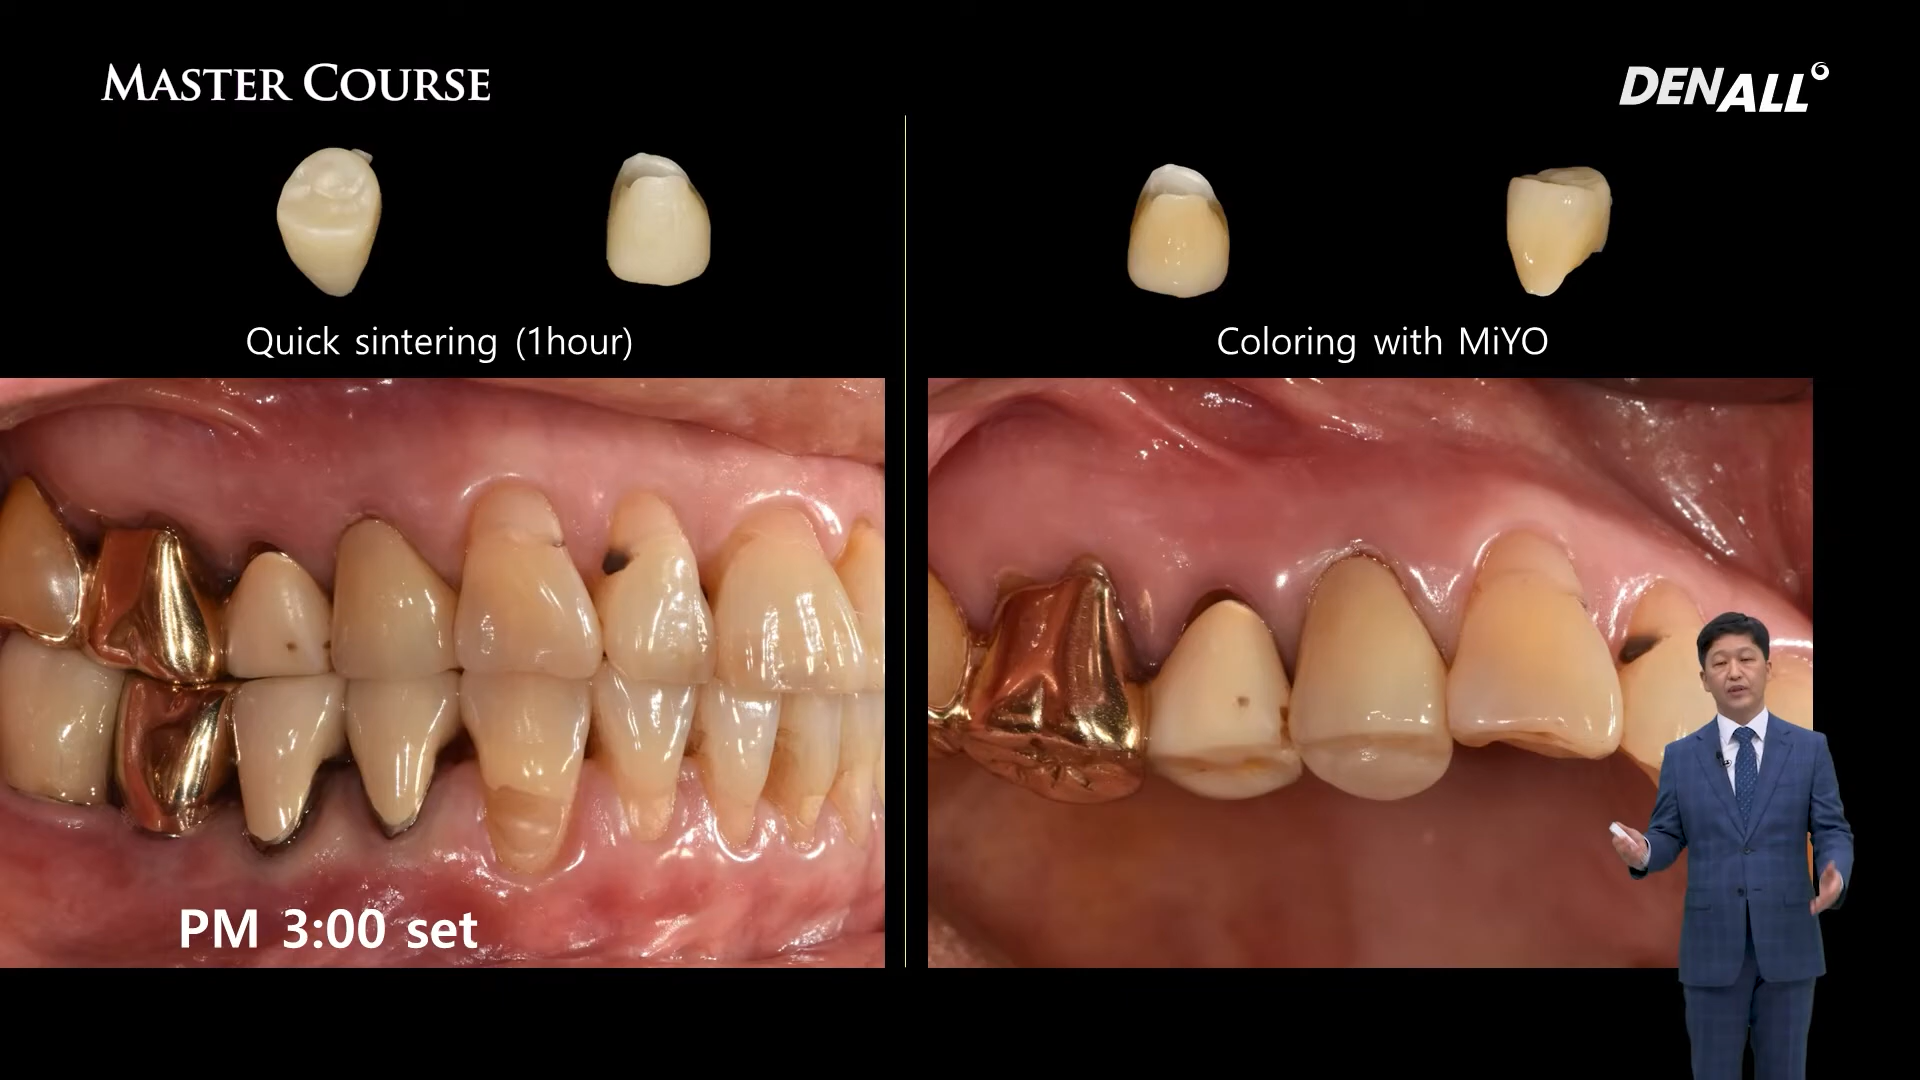 MASTER COURSE
DENALL
Quick sintering (1hour)
Coloring with MiYO
PM 3:00 set